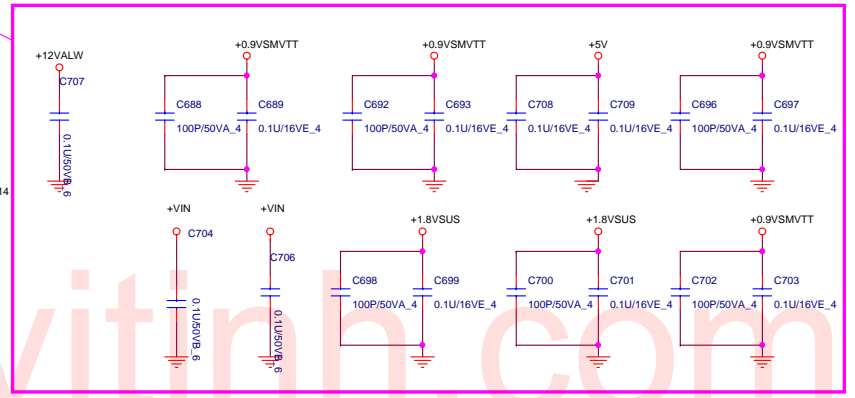 +12VALW
C707
0.1U/50VB_6
+0.9VSMVTT
C688
100P/50VA_4
C689
0.1U/16VE_4
+0.9VSMVTT
C692
100P/50VA_4
C693
0.1U/16VE_4
+5V
C708
100P/50VA_4
C709
0.1U/16VE_4
+0.9VSMVTT
C696
100P/50VA_4
C697
0.1U/16VE_4
14
+VIN
C704
0.1U/50VB_6
+VIN
C706
0.1U/50VB_6
+1.8VSUS
C698
100P/50VA_4
C699
0.1U/16VE_4
+1.8VSUS
C700
100P/50VA_4
C701
0.1U/16VE_4
+0.9VSMVTT
C702
100P/50VA_4
C703
0.1U/16VE_4
vitinh.com